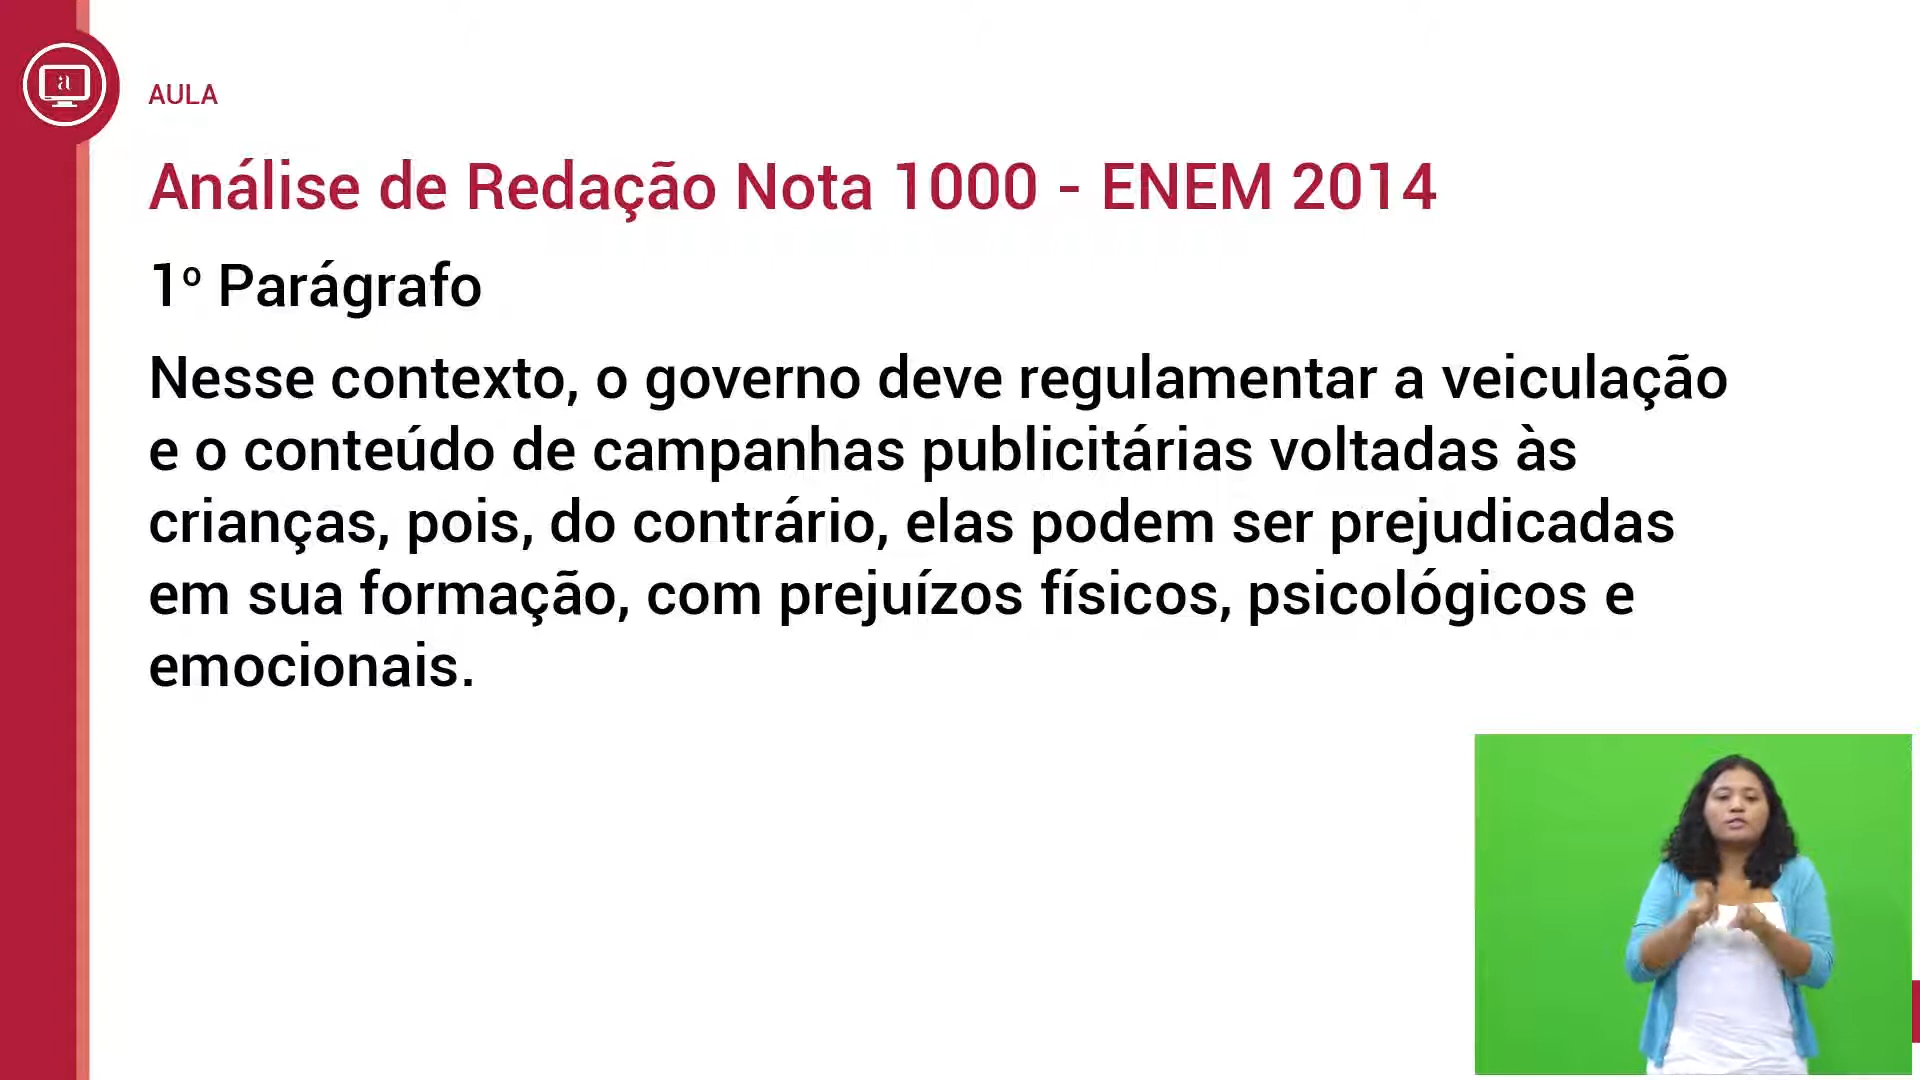 a
AULA
Análise de Redação Nota 1000 - ENEM 2014
1º Parágrafo
Nesse contexto, o governo deve regulamentar a veiculação
e o conteúdo de campanhas publicitárias voltadas às
crianças, pois, do contrário, elas podem ser prejudicadas
em sua formação, com prejuízos físicos, psicológicos e
emocionais.